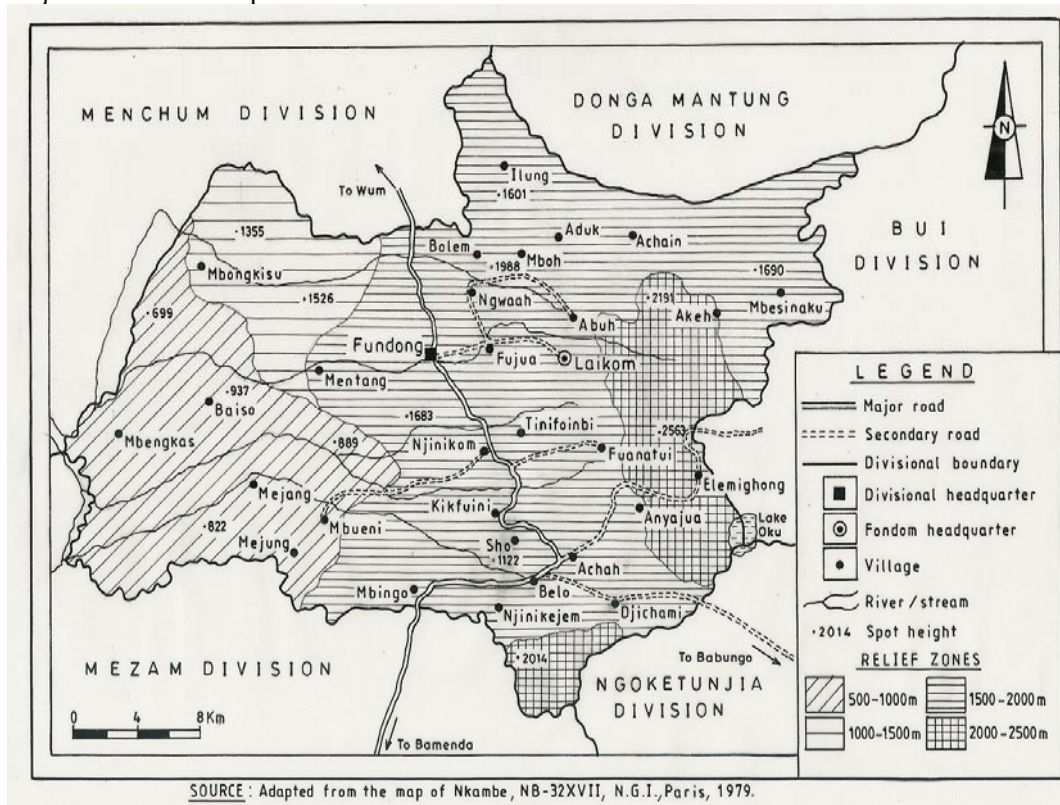 MENCHUM DIVISION
DONGA MANTUNG
DIVISION
N
Ilung
•1601
To Wum
•1355
Aduk
Achain
BUI
DIVISION
Bolem
Mboh
•1988
Mbongkisu
•1690
•1526
Ngwaah
•2191
Akeh
Mbesinaku
•699
Abuh
Fundong
Fujua
Laikom
Mentang
•937
Baiso
•1683
Tinifoinbi
•2563
Mbengkas
•889
Njinikom
Fuanatui
Elemighong
Mejang
Kikfuini
Anyajua
Lake
Oku
•822
Mbueni
Mejung
Sho
•1122
Achah
Mbingo
Belo
Njinikejem
Djichami
•2014
To Babungo
MEZAM DIVISION
NGOKETUNJIA
DIVISION
0 4 8 Km
To Bamenda
LEGEND
Major road
Secondary road
Divisional boundary
Divisional headquarter
Fondom headquarter
Village
River/stream
•2014 Spot height
RELIEF ZONES
500-1000m
1500-2000m
1000-1500m
2000-2500m
SOURCE: Adapted from the map of Nkambe, NB-32XVII, N.G.I., Paris, 1979.